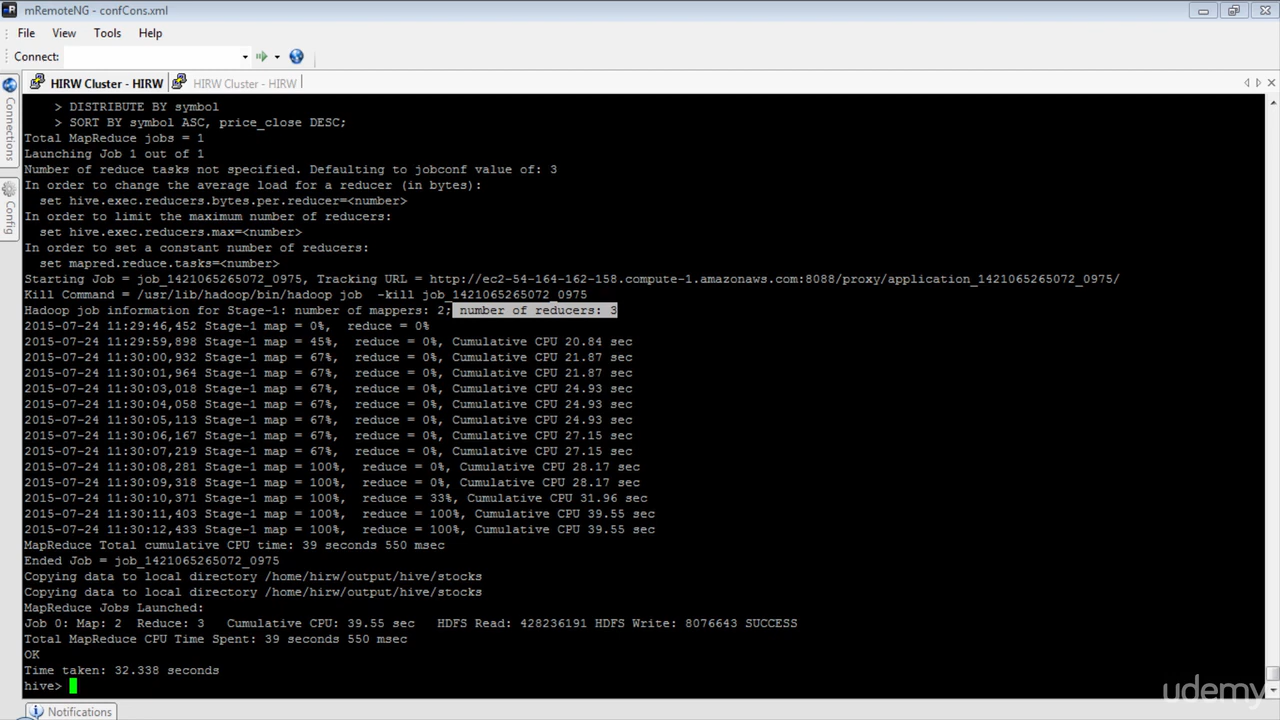 mRemoteNG - confCons.xml
File View Tools Help
Connect:
HIRW Cluster - HIRW HIRW Cluster - HIRW
Connections
Config
> DISTRIBUTE BY symbol
> SORT BY symbol ASC, price_close DESC;
Total MapReduce jobs = 1
Launching Job 1 out of 1
Number of reduce tasks not specified. Defaulting to jobconf value of: 3
In order to change the average load for a reducer (in bytes):
set hive.exec.reducers.bytes.per.reducer=<number>
In order to limit the maximum number of reducers:
set hive.exec.reducers.max=<number>
In order to set a constant number of reducers:
set mapred.reduce.tasks=<number>
Starting Job = job_1421065265072_0975, Tracking URL = http://ec2-54-164-162-158.compute-1.amazonaws.com:8088/proxy/application_1421065265072_0975/
Kill Command = /usr/lib/hadoop/bin/hadoop job  -kill job_1421065265072_0975
Hadoop job information for Stage-1: number of mappers: 2; number of reducers: 3
2015-07-24 11:29:46,452 Stage-1 map = 0%,  reduce = 0%
2015-07-24 11:29:59,898 Stage-1 map = 45%,  reduce = 0%, Cumulative CPU 20.84 sec
2015-07-24 11:30:00,932 Stage-1 map = 67%,  reduce = 0%, Cumulative CPU 21.87 sec
2015-07-24 11:30:01,964 Stage-1 map = 67%,  reduce = 0%, Cumulative CPU 21.87 sec
2015-07-24 11:30:03,018 Stage-1 map = 67%,  reduce = 0%, Cumulative CPU 24.93 sec
2015-07-24 11:30:04,058 Stage-1 map = 67%,  reduce = 0%, Cumulative CPU 24.93 sec
2015-07-24 11:30:05,113 Stage-1 map = 67%,  reduce = 0%, Cumulative CPU 24.93 sec
2015-07-24 11:30:06,167 Stage-1 map = 67%,  reduce = 0%, Cumulative CPU 27.15 sec
2015-07-24 11:30:07,219 Stage-1 map = 67%,  reduce = 0%, Cumulative CPU 27.15 sec
2015-07-24 11:30:08,281 Stage-1 map = 100%,  reduce = 0%, Cumulative CPU 28.17 sec
2015-07-24 11:30:09,318 Stage-1 map = 100%,  reduce = 0%, Cumulative CPU 28.17 sec
2015-07-24 11:30:10,371 Stage-1 map = 100%,  reduce = 33%, Cumulative CPU 31.96 sec
2015-07-24 11:30:11,403 Stage-1 map = 100%,  reduce = 100%, Cumulative CPU 39.55 sec
2015-07-24 11:30:12,433 Stage-1 map = 100%,  reduce = 100%, Cumulative CPU 39.55 sec
MapReduce Total cumulative CPU time: 39 seconds 550 msec
Ended Job = job_1421065265072_0975
Copying data to local directory /home/hirw/output/hive/stocks
Copying data to local directory /home/hirw/output/hive/stocks
MapReduce Jobs Launched:
Job 0: Map: 2  Reduce: 3   Cumulative CPU: 39.55 sec   HDFS Read: 428236191 HDFS Write: 8076643 SUCCESS
Total MapReduce CPU Time Spent: 39 seconds 550 msec
OK
Time taken: 32.338 seconds
hive>
udemy
Notifications